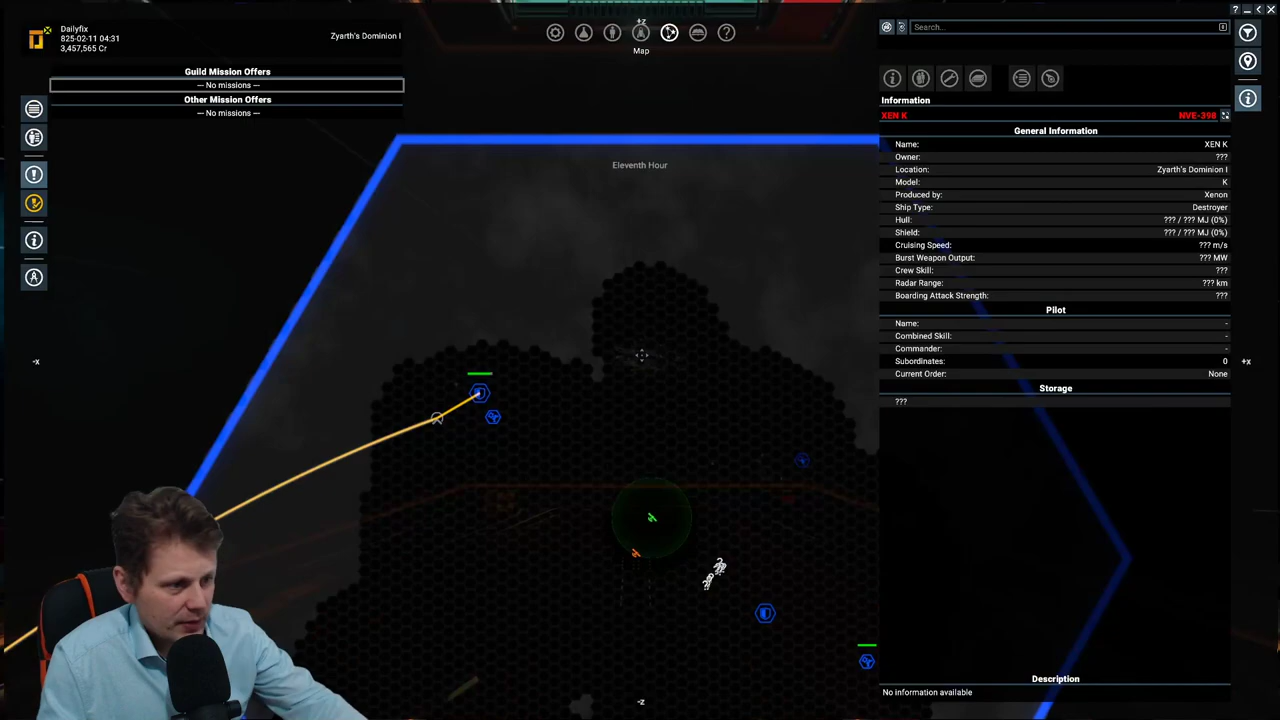 Dailyfix
825-02-11 04:31
3,457,565 Cr
Zyarth's Dominion I
Guild Mission Offers
--- No missions ---
Other Mission Offers
--- No missions ---
+z
Map
Eleventh Hour
-x
+x
-z
Search...
Information
XEN K NVE-398
General Information
Name: XEN K
Owner: ???
Location: Zyarth's Dominion I
Model: K
Produced by: Xenon
Ship Type: Destroyer
Hull: ??? / ??? MJ (0%)
Shield: ??? / ??? MJ (0%)
Cruising Speed: ??? m/s
Burst Weapon Output: ??? MW
Crew Skill: ???
Radar Range: ??? km
Boarding Attack Strength: ???
Pilot
Name: -
Combined Skill: -
Commander: -
Subordinates: 0
Current Order: None
Storage
???
Description
No information available